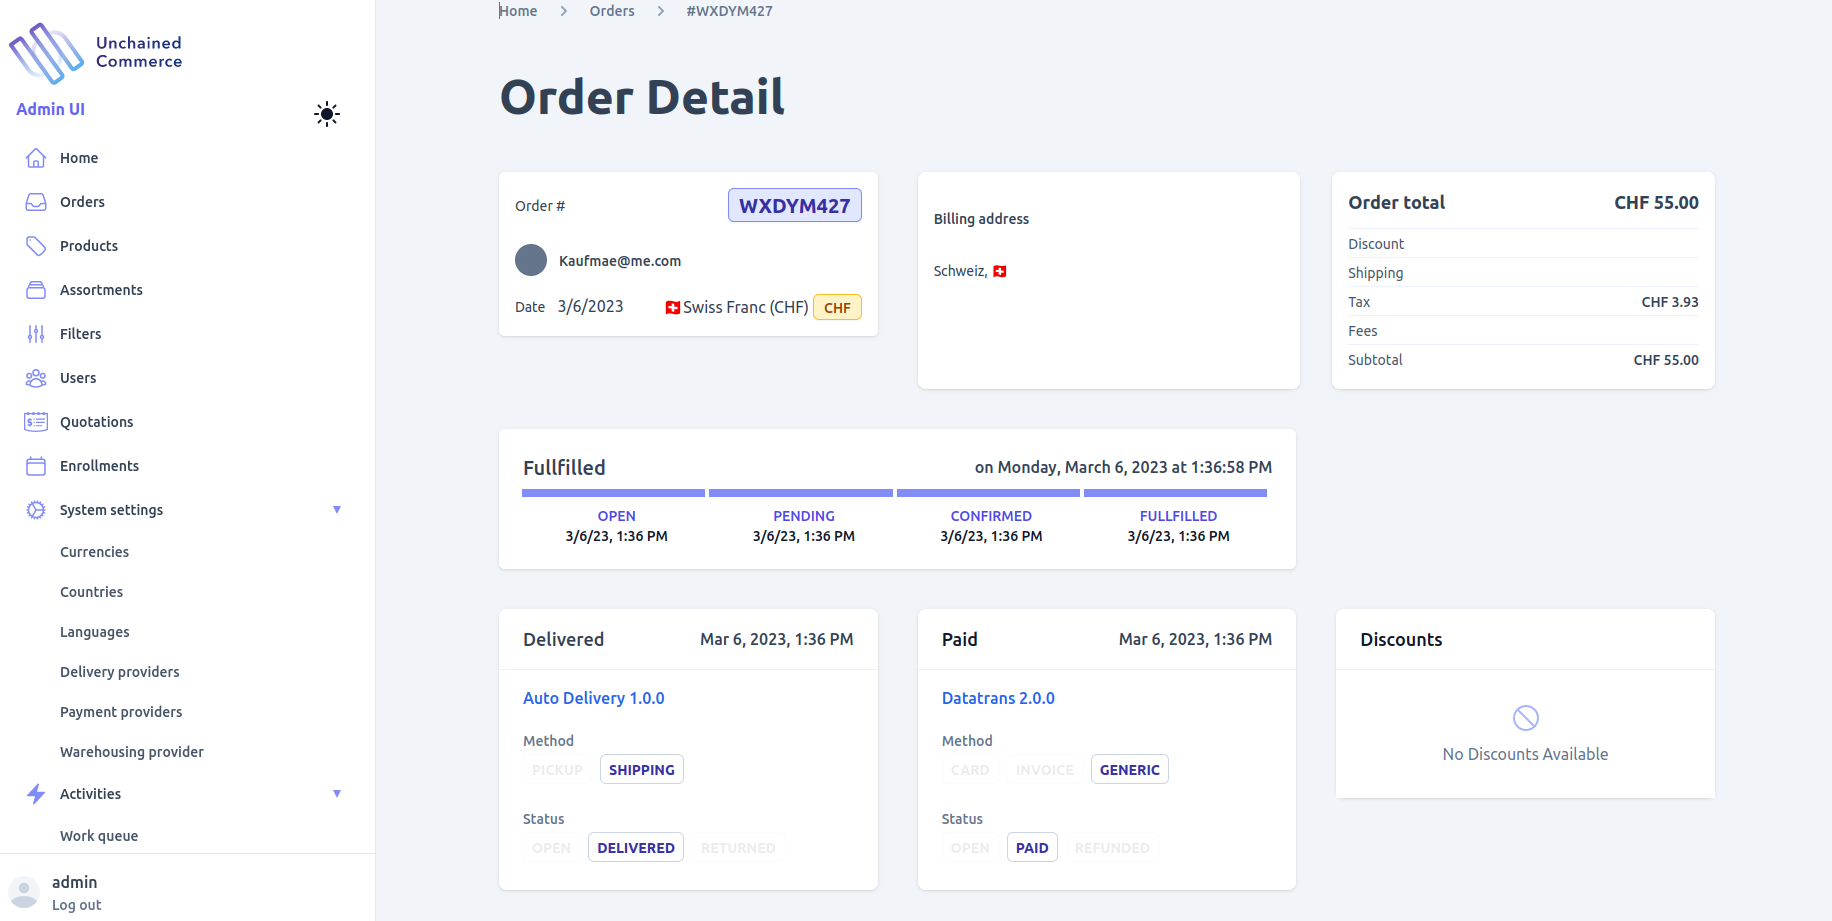 Unchained
Commerce
Admin UI
Home
Orders
Products
Assortments
Filters
Users
Quotations
Enrollments
System settings
Currencies
Countries
Languages
Delivery providers
Payment providers
Warehousing provider
Activities
Work queue
admin
Log out
Home > Orders > #WXDYM427
Order Detail
Order # WXDYM427
Kaufmae@me.com
Date 3/6/2023 Swiss Franc (CHF) CHF
Billing address
Schweiz,
Order total CHF 55.00
Discount
Shipping
Tax CHF 3.93
Fees
Subtotal CHF 55.00
Fullfilled on Monday, March 6, 2023 at 1:36:58 PM
OPEN PENDING CONFIRMED FULLFILLED
3/6/23, 1:36 PM 3/6/23, 1:36 PM 3/6/23, 1:36 PM 3/6/23, 1:36 PM
Delivered Mar 6, 2023, 1:36 PM
Auto Delivery 1.0.0
Method
PICKUP SHIPPING
Status
OPEN DELIVERED RETURNED
Paid Mar 6, 2023, 1:36 PM
Datatrans 2.0.0
Method
CARD INVOICE GENERIC
Status
OPEN PAID REFUNDED
Discounts
No Discounts Available